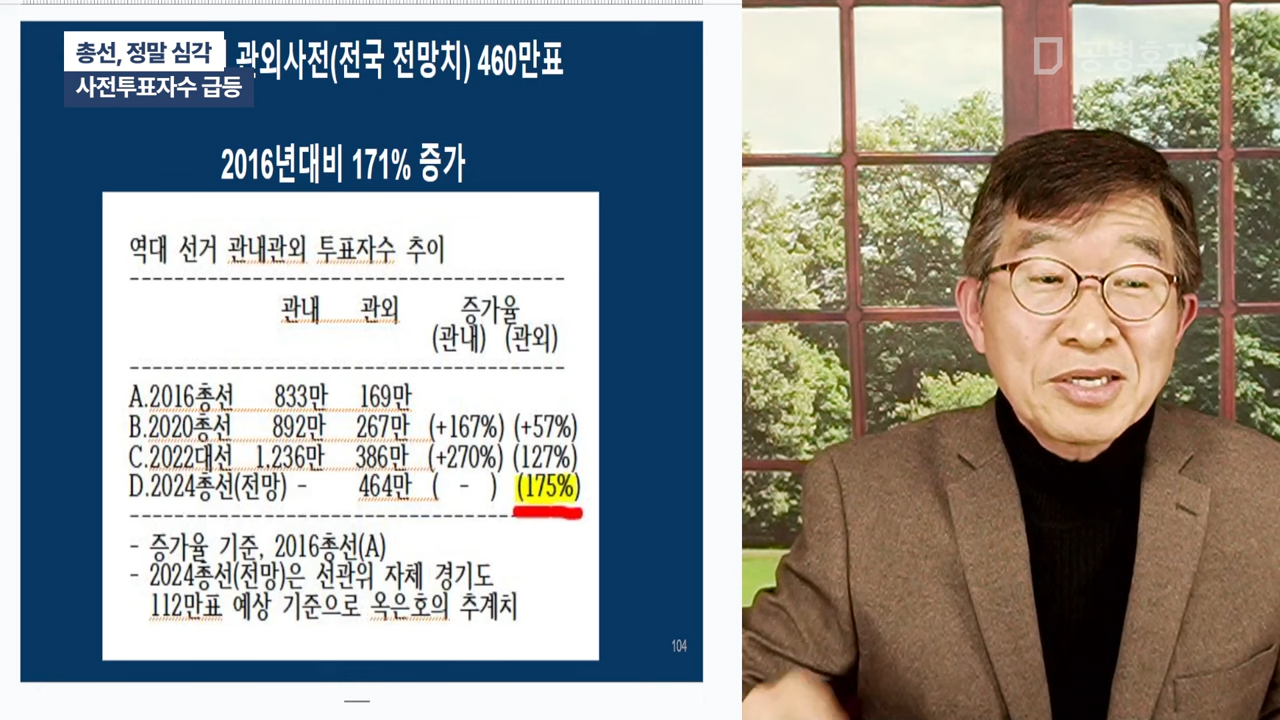 총선, 정말 심각
사전투표자수 급등
관외사전(전국 전망치) 460만표
공병호TV
2016년대비 171% 증가
역대 선거 관내관외 투표자수 추이
관내 관외 증가율
(관내) (관외)
A.2016총선 833만 169만
B.2020총선 892만 267만 (+167%) (+57%)
C.2022대선 1,236만 386만 (+270%) (127%)
D.2024총선(전망) - 464만 ( - ) (175%)
- 증가율 기준, 2016총선(A)
- 2024총선(전망)은 선관위 자체 경기도
112만표 예상 기준으로 옥은호의 추계치
104